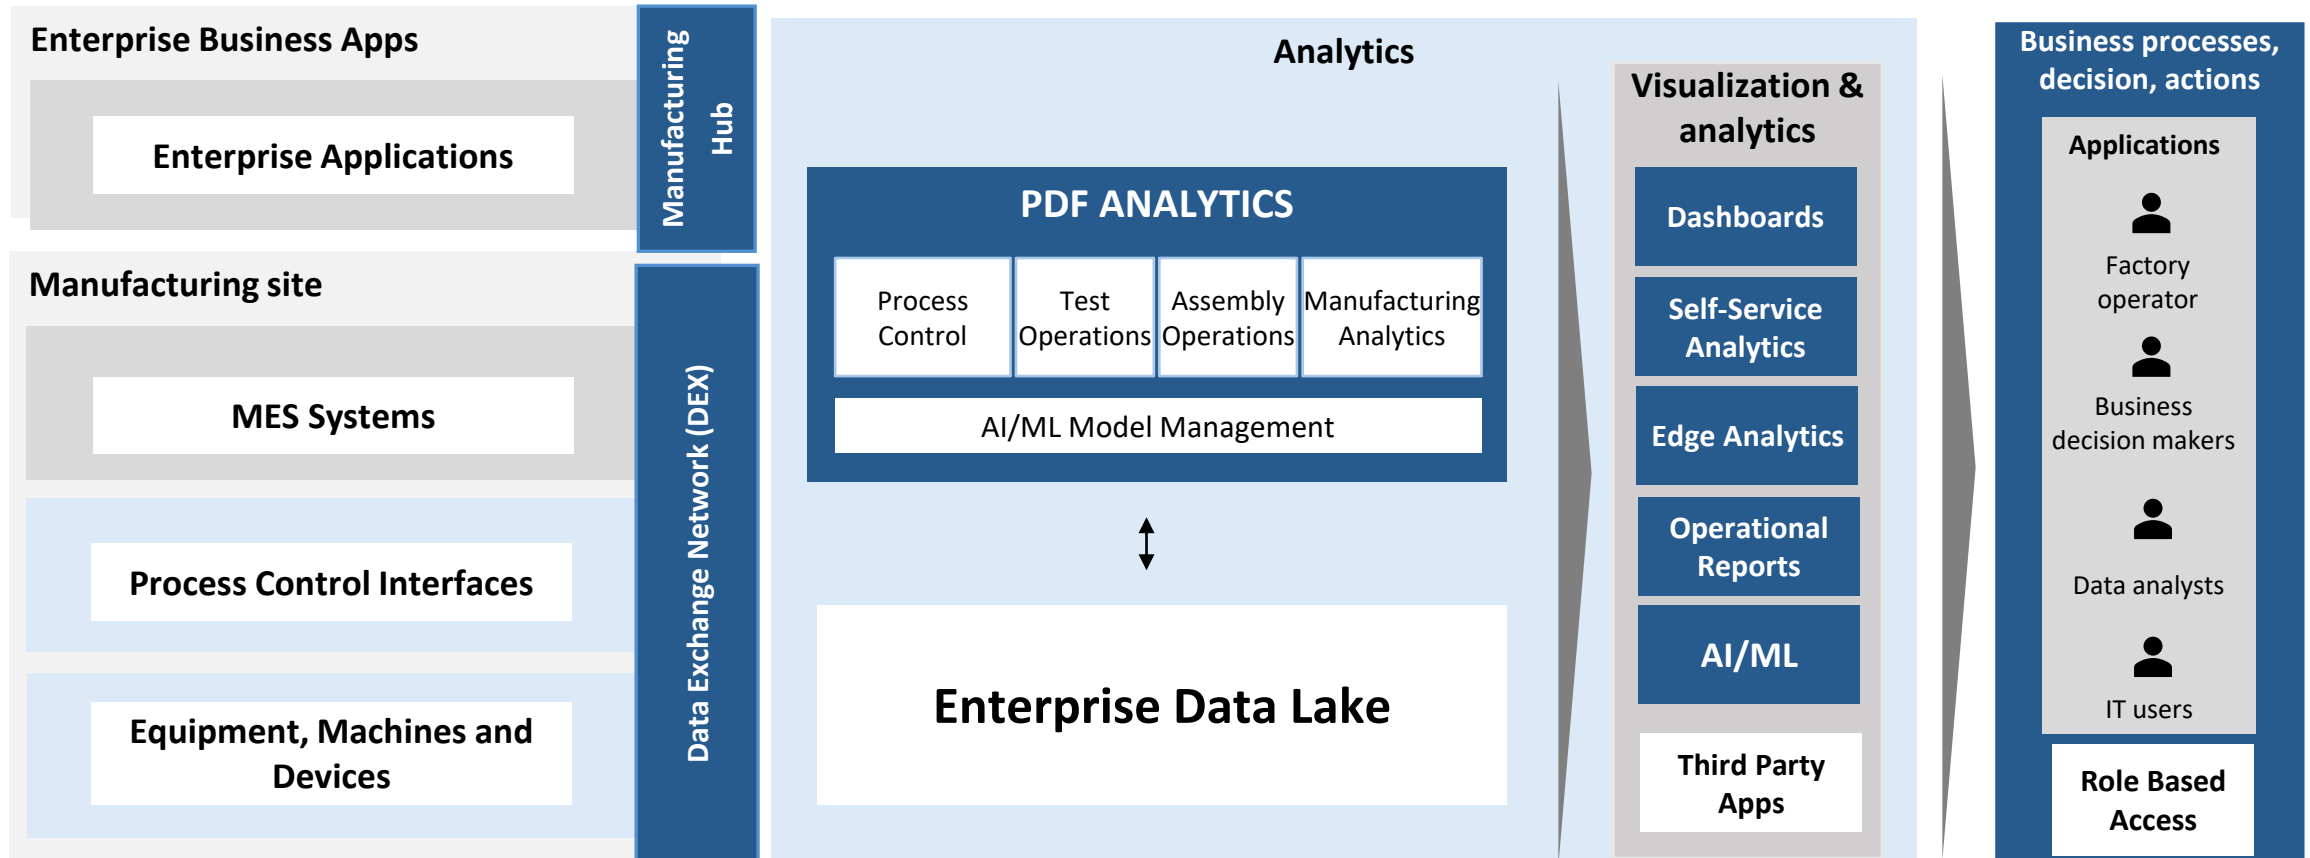 Enterprise Business Apps
Enterprise Applications
Manufacturing
Hub
Manufacturing site
MES Systems
Process Control Interfaces
Equipment, Machines and
Devices
Data Exchange Network (DEX)
Analytics
PDF ANALYTICS
Process
Control
Test
Operations
Assembly
Operations
Manufacturing
Analytics
AI/ML Model Management
Enterprise Data Lake
Visualization &
analytics
Dashboards
Self-Service
Analytics
Edge Analytics
Operational
Reports
AI/ML
Third Party
Apps
Business processes,
decision, actions
Applications
Factory
operator
Business
decision makers
Data analysts
IT users
Role Based
Access